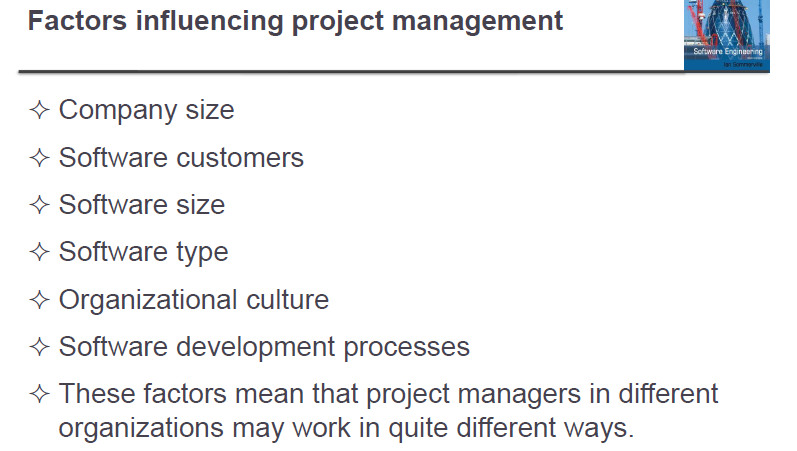 Factors influencing project management
Software Engineering
Ian Sommerville
✧ Company size
✧ Software customers
✧ Software size
✧ Software type
✧ Organizational culture
✧ Software development processes
✧ These factors mean that project managers in different
organizations may work in quite different ways.